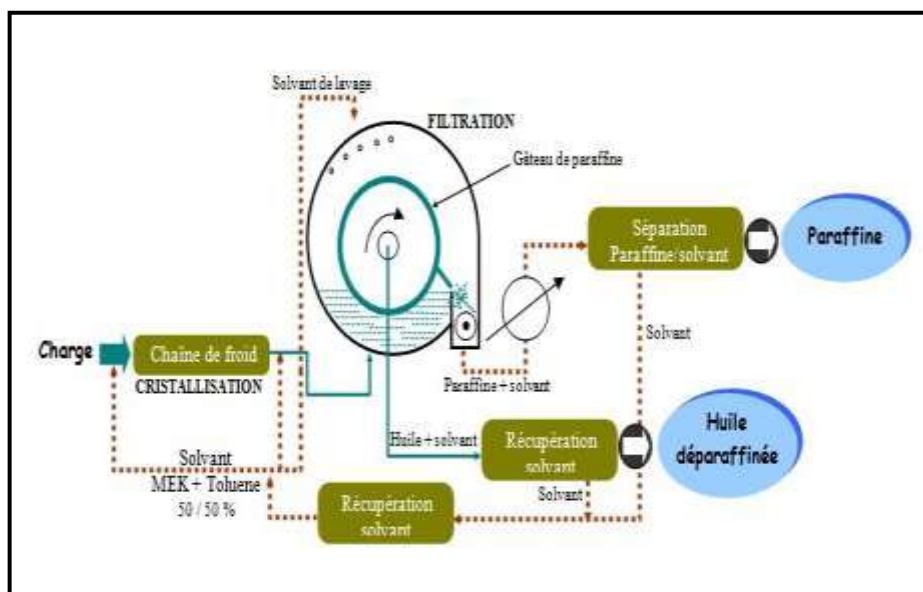 Solvant de lavage
FILTRATION
Gâteau de paraffine
Séparation
Paraffine/solvant
Paraffine
Charge
Chaîne de froid
CRISTALLISATION
Solvant
Paraffine + solvant
Huile + solvant
Récupération
solvant
Huile
déparaffinée
Solvant
MEK + Toluene
50 / 50 %
Solvant
Récupération
solvant